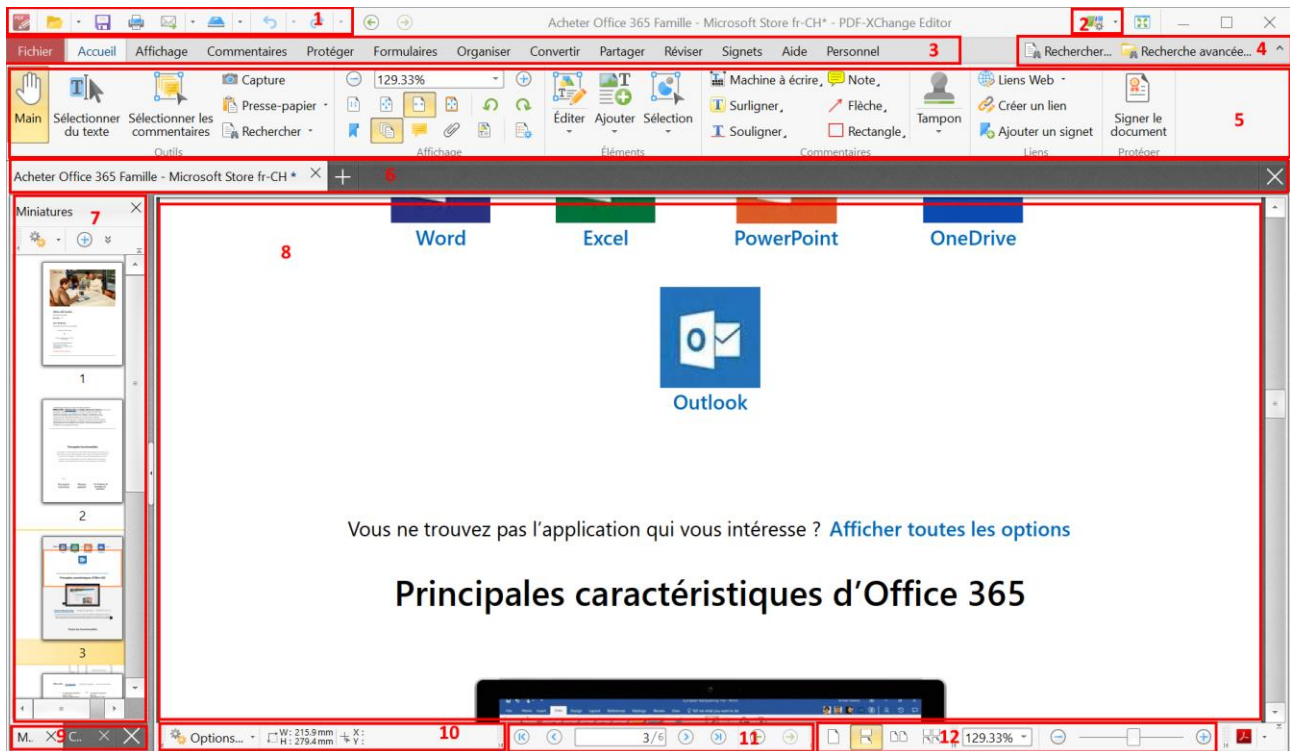 1
Acheter Office 365 Famille - Microsoft Store fr-CH* - PDF-XChange Editor
2
Fichier Accueil Affichage Commentaires Protéger Formulaires Organiser Convertir Partager Réviser Signets Aide Personnel 3
Rechercher... Recherche avancée... 4
Main
Sélectionner du texte
Sélectionner les commentaires
Capture
Presse-papier
Rechercher
Outils
129.33%
Affichage
Éditer Ajouter Sélection
Éléments
Machine à écrire, Note,
Surligner, Flèche,
Souligner, Rectangle,
Tampon
Commentaires
Liens Web
Créer un lien
Ajouter un signet
Liens
Signer le document
Protéger
5
Acheter Office 365 Famille - Microsoft Store fr-CH *
6
Miniatures 7
1
2
3
8
Word Excel PowerPoint OneDrive
Outlook
Vous ne trouvez pas l’application qui vous intéresse ? Afficher toutes les options
Principales caractéristiques d’Office 365
M.. 9 C..
Options...
W: 215.9mm
H: 279.4mm
X:
Y:
10
3/6
11
12
129.33%